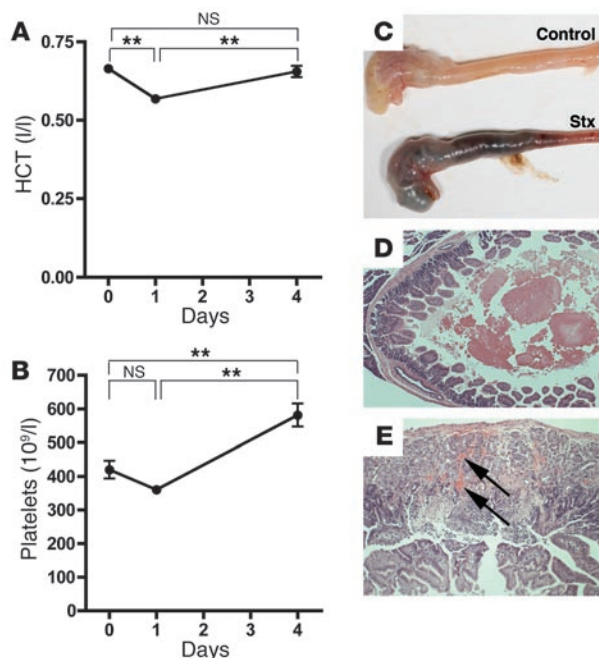 A
NS
** **
0.75
0.50
0.25
0.00
HCT (l/l)
0 1 2 3 4
Days
B
**
NS **
700
600
500
400
300
200
100
0
Platelets (10⁹/l)
0 1 2 3 4
Days
C
Control
Stx
D
E